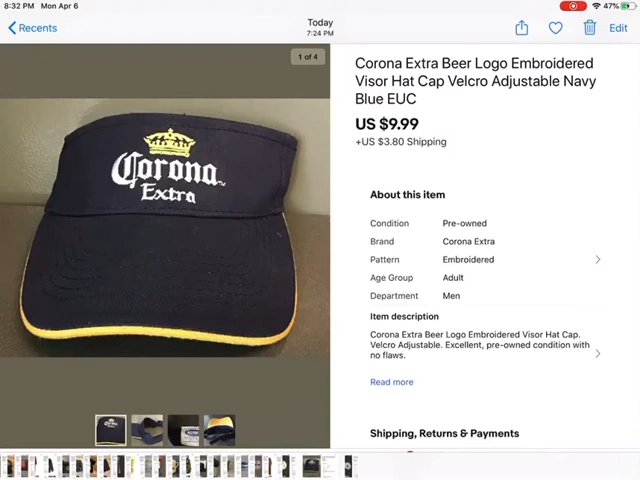 8:32 PM Mon Apr 6
47%
Recents
Today
7:24 PM
Edit
1 of 4
Corona
Extra
Corona Extra Beer Logo Embroidered
Visor Hat Cap Velcro Adjustable Navy
Blue EUC
US $9.99
+US $3.80 Shipping
About this item
Condition Pre-owned
Brand Corona Extra
Pattern Embroidered
Age Group Adult
Department Men
Item description
Corona Extra Beer Logo Embroidered Visor Hat Cap.
Velcro Adjustable. Excellent, pre-owned condition with
no flaws.
Read more
Shipping, Returns & Payments